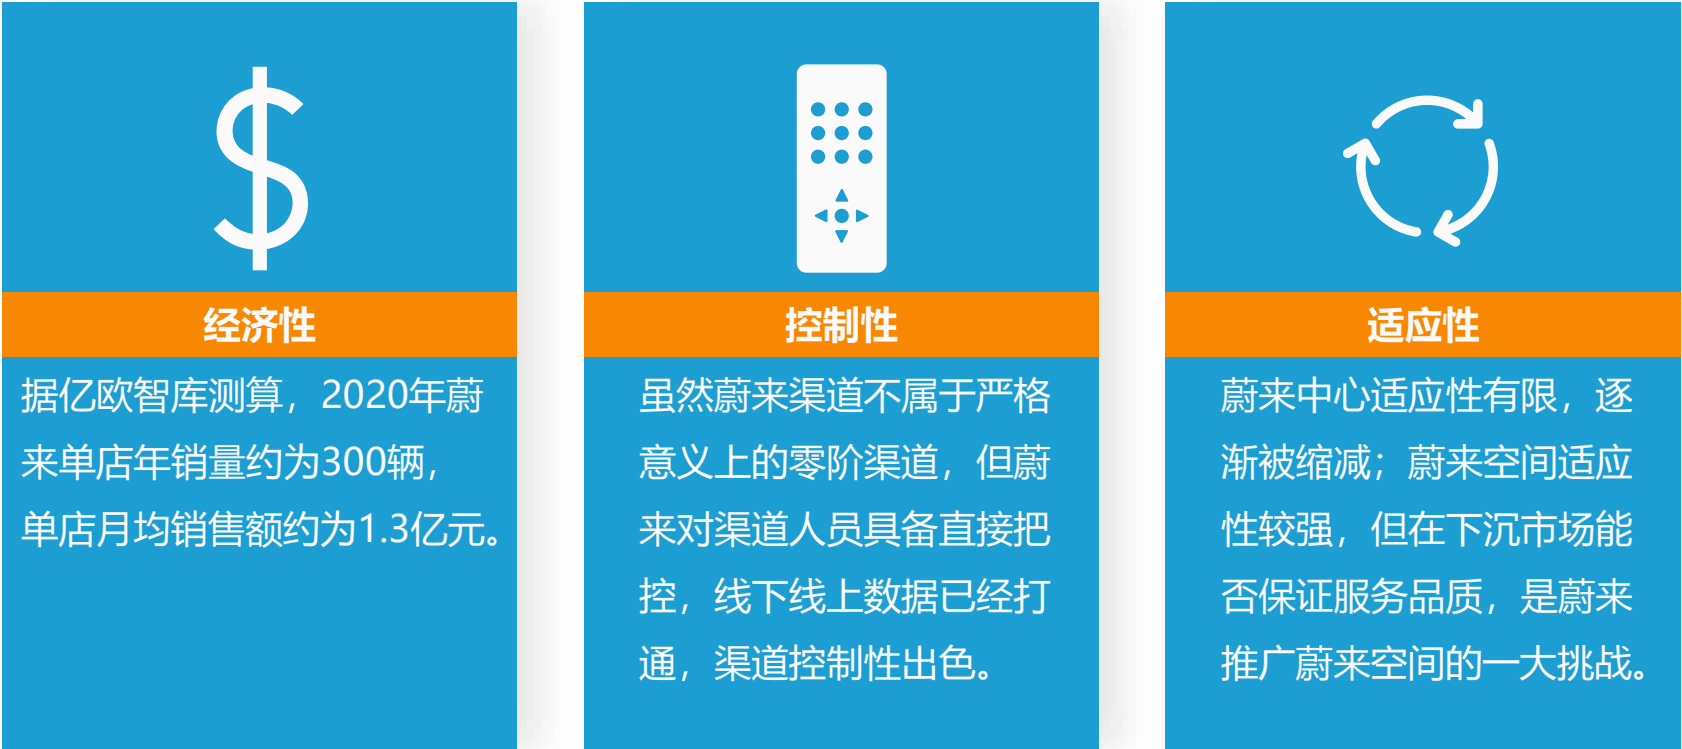 经济性
据亿欧智库测算，2020年蔚
来单店年销量约为300辆，
单店月均销售额约为1.3亿元。
控制性
虽然蔚来渠道不属于严格
意义上的零阶渠道，但蔚
来对渠道人员具备直接把
控，线下线上数据已经打
通，渠道控制性出色。
适应性
蔚来中心适应性有限，逐
渐被缩减；蔚来空间适应
性较强，但在下沉市场能
否保证服务品质，是蔚来
推广蔚来空间的一大挑战。